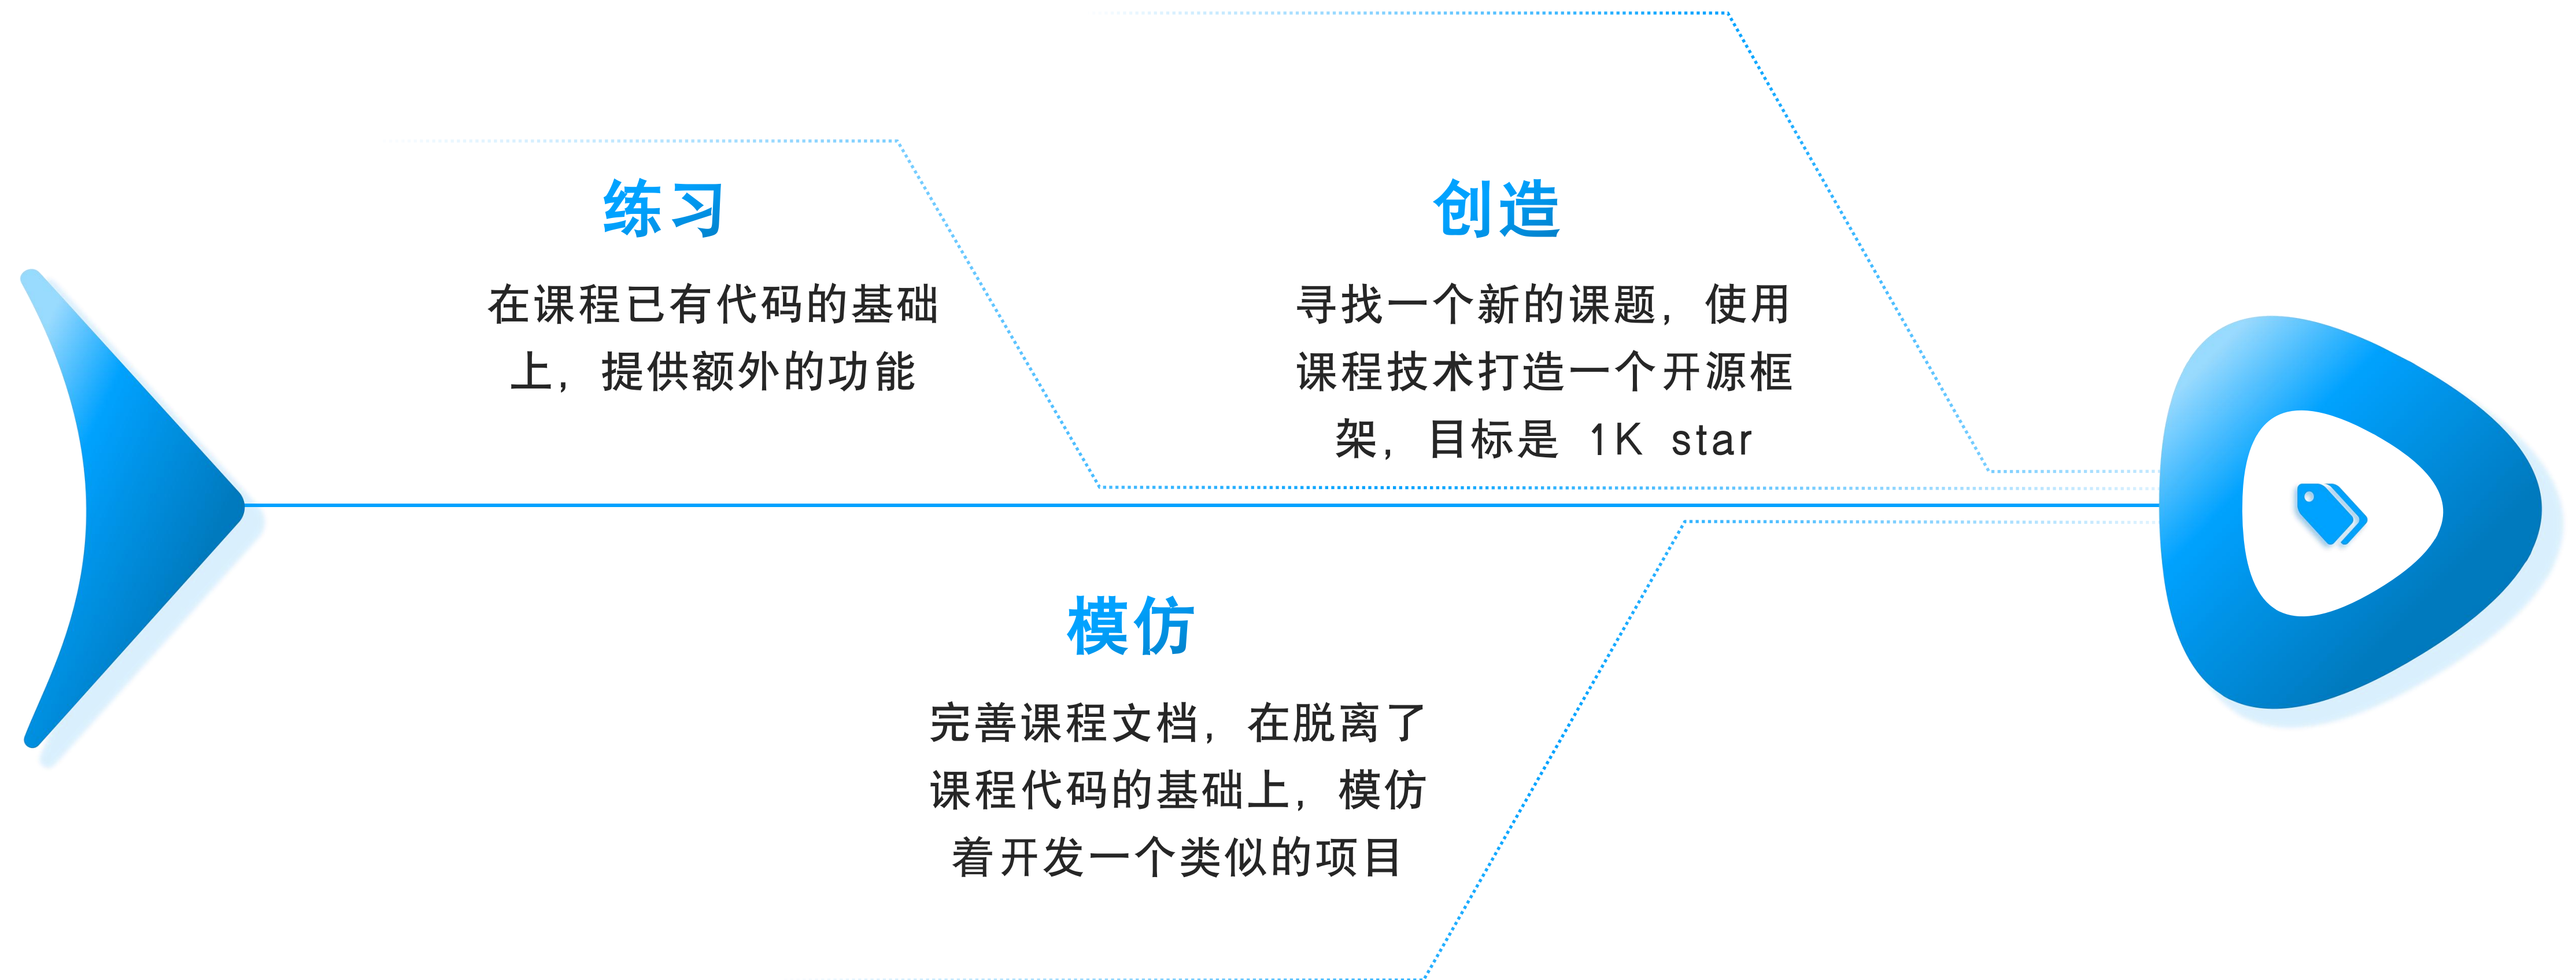 练习
在课程已有代码的基础
上，提供额外的功能
创造
寻找一个新的课题，使用
课程技术打造一个开源框
架，目标是 1K star
模仿
完善课程文档，在脱离了
课程代码的基础上，模仿
着开发一个类似的项目